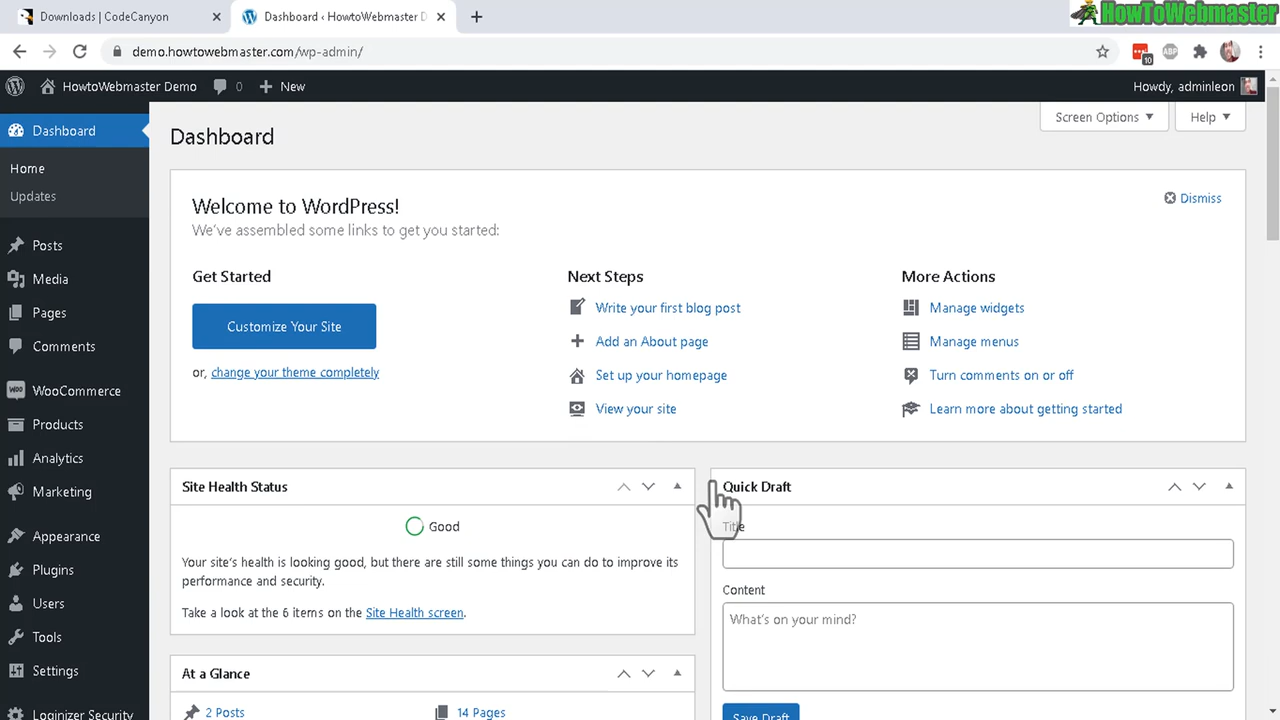 Downloads | CodeCanyon
Dashboard ‹ HowtoWebmaster D
HowToWebmaster
demo.howtowebmaster.com/wp-admin/
10
ABP
HowtoWebmaster Demo
0
New
Howdy, adminleon
Dashboard
Home
Updates
Posts
Media
Pages
Comments
WooCommerce
Products
Analytics
Marketing
Appearance
Plugins
Users
Tools
Settings
Loginizer Security
Dashboard
Screen Options
Help
Welcome to WordPress!
Dismiss
We've assembled some links to get you started:
Get Started
Customize Your Site
or, change your theme completely
Next Steps
Write your first blog post
Add an About page
Set up your homepage
View your site
More Actions
Manage widgets
Manage menus
Turn comments on or off
Learn more about getting started
Site Health Status
Good
Your site's health is looking good, but there are still some things you can do to improve its
performance and security.
Take a look at the 6 items on the Site Health screen.
At a Glance
2 Posts
14 Pages
Quick Draft
Title
Content
What's on your mind?
Save Draft